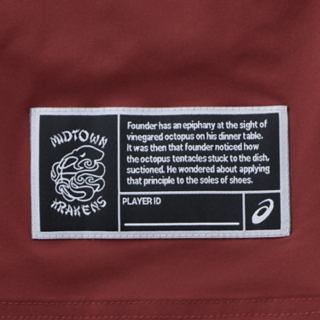 MIDTOWN
KRAKENS
Founder has an epiphany at the sight of
vinegared octopus on his dinner table.
It was then that founder noticed how
the octopus tentacles stuck to the dish,
suctioned. He wondered about applying
that principle to the soles of shoes.
PLAYER ID